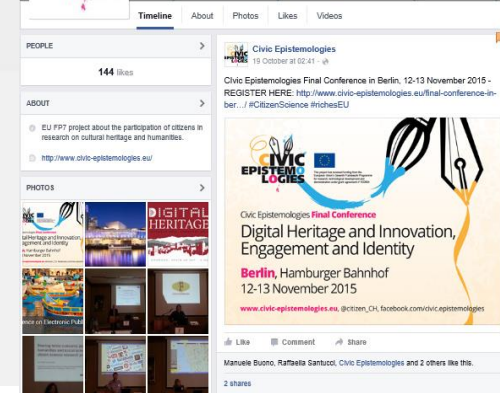 Timeline About Photos Likes Videos
PEOPLE
144 likes
ABOUT
EU FP7 project about the participation of citizens in
research on cultural heritage and humanities.
http://www.civic-epistemologies.eu/
PHOTOS
DIGITAL
HERITAGE
Civic Epistemologies
19 October at 02:41 ·
Civic Epistemologies Final Conference in Berlin, 12-13 November 2015 -
REGISTER HERE: http://www.civic-epistemologies.eu/final-conference-in-
ber…/ #CitizenScience #richesEU
CIVIC
EPISTEMO
LOGIES
Civic Epistemologies Final Conference
Digital Heritage and Innovation,
Engagement and Identity
Berlin, Hamburger Bahnhof
12-13 November 2015
www.civic-epistemologies.eu, @citizen_CH, facebook.com/civic.epistemologies
Like Comment Share
Manuele Buono, Raffaella Santucci, Civic Epistemologies and 2 others like this.
2 shares